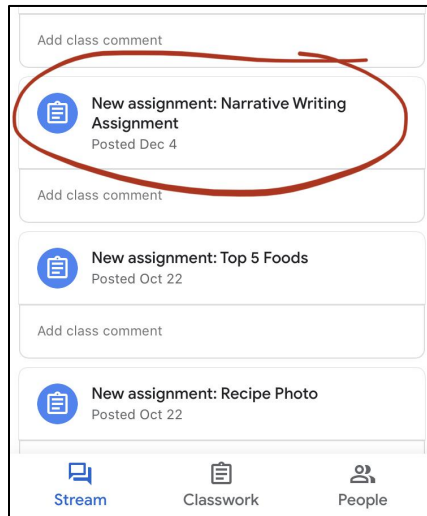 Add class comment
New assignment: Narrative Writing
Assignment
Posted Dec 4
Add class comment
New assignment: Top 5 Foods
Posted Oct 22
Add class comment
New assignment: Recipe Photo
Posted Oct 22
Stream
Classwork
People